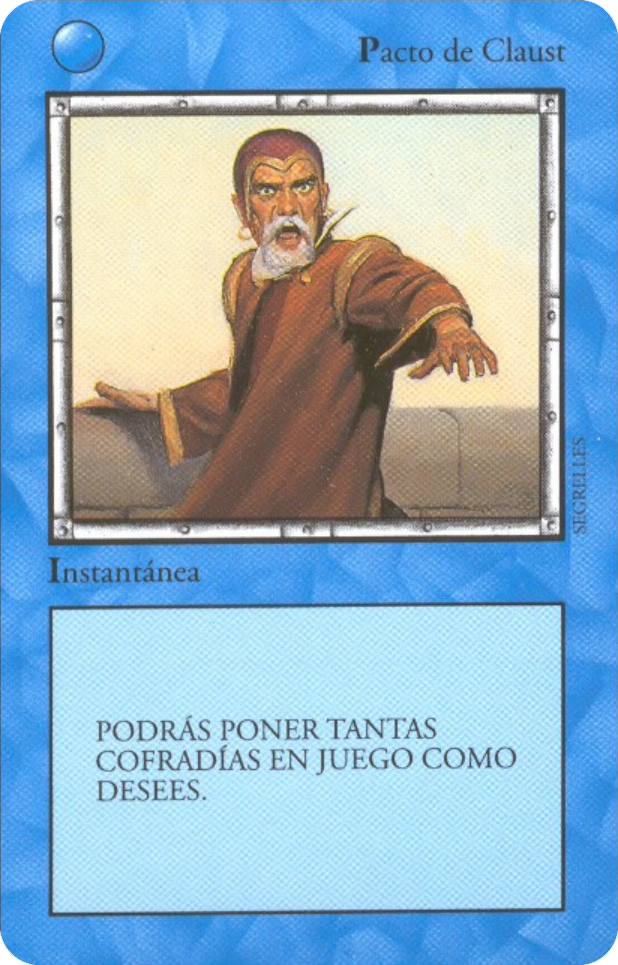 Pacto de Claust
SEGRELLES
Instantánea
PODRÁS PONER TANTAS
COFRADÍAS EN JUEGO COMO
DESEES.